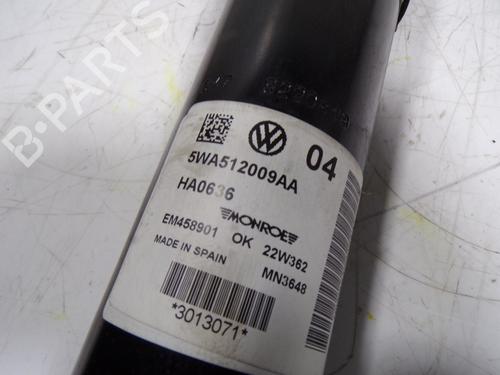 B-PARTS
04
5WA512009AA
HA0636
MONROE
EM458901 OK 22W362
MADE IN SPAIN MN3648
*3013071*